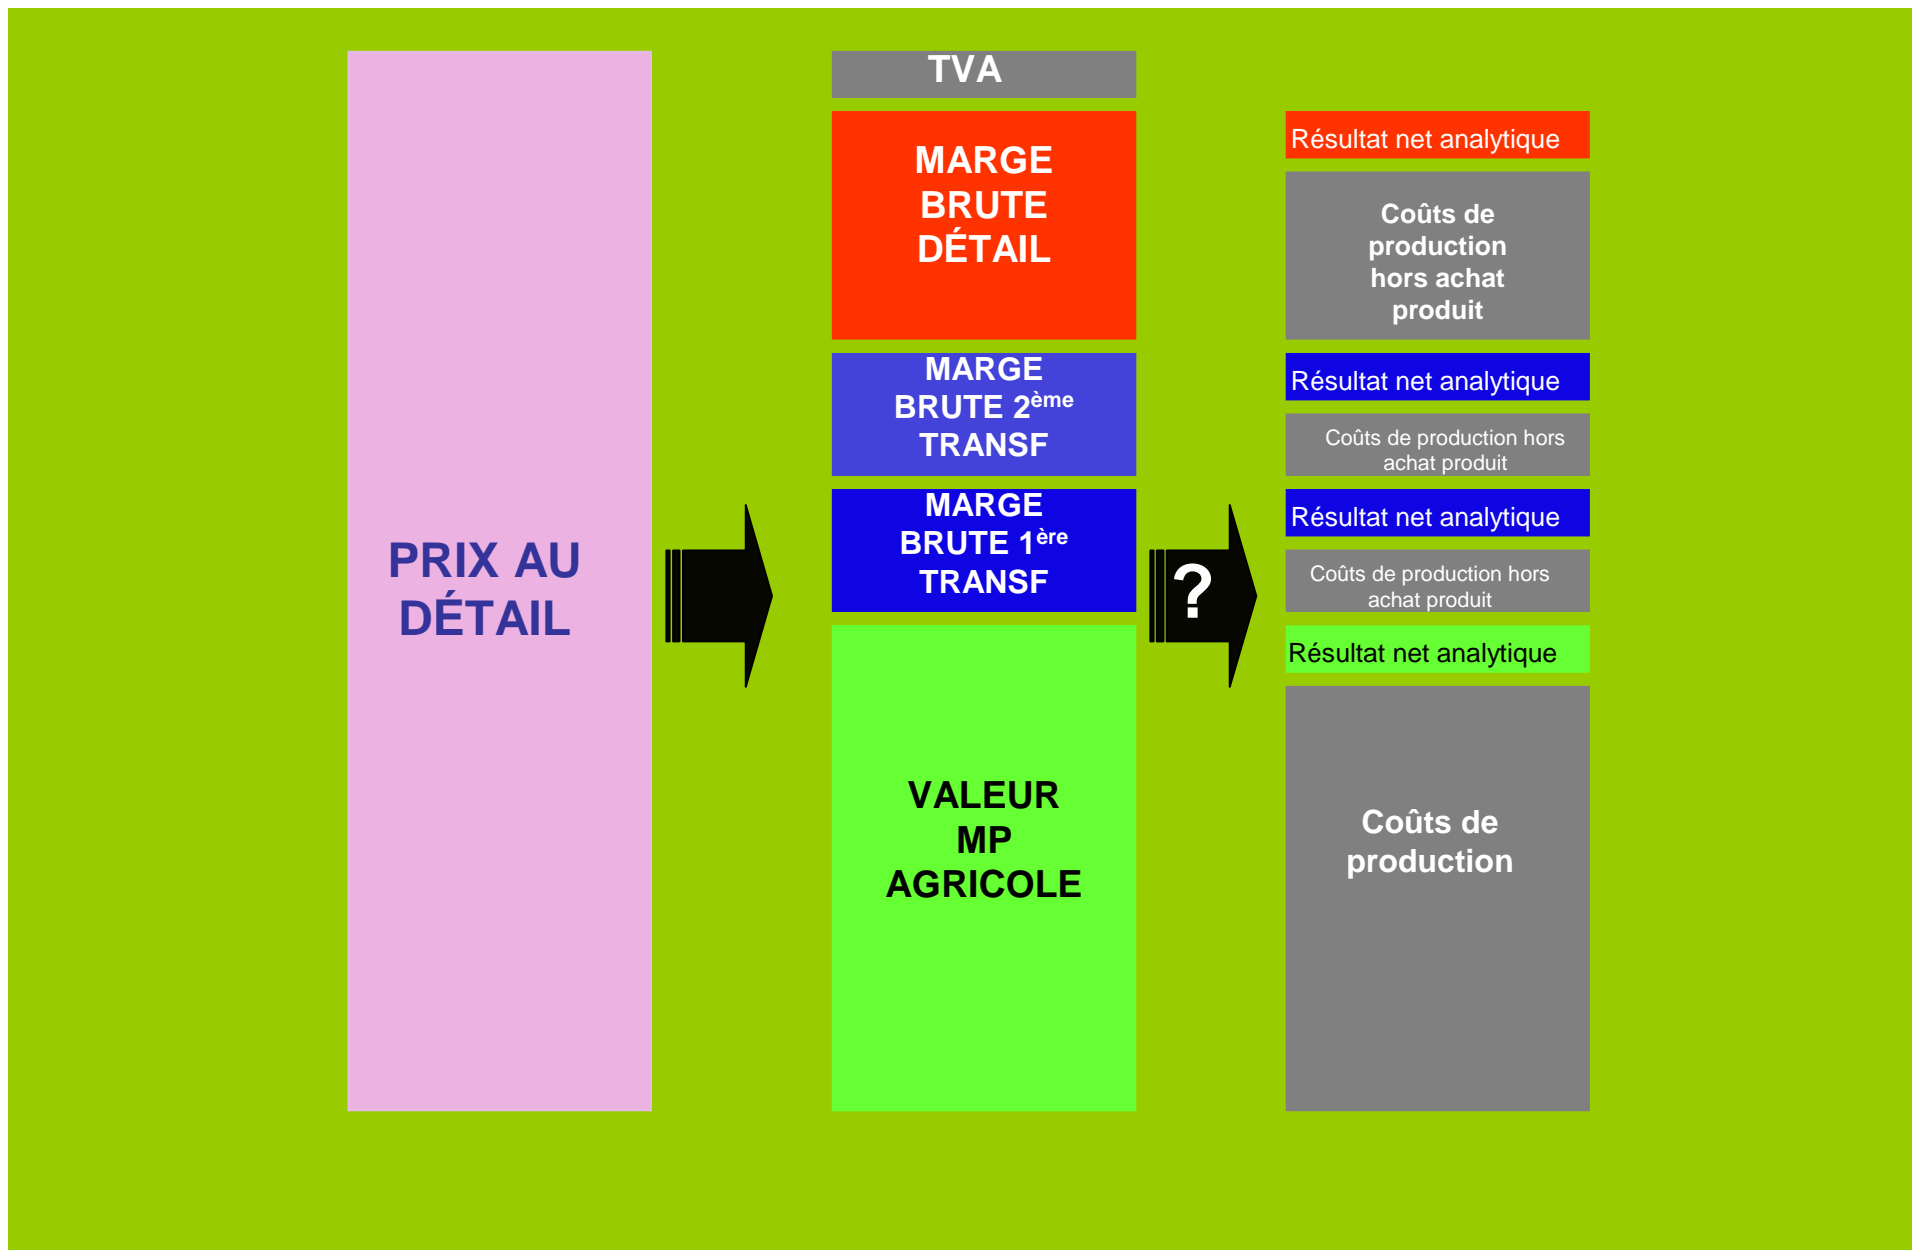 PRIX AU
DÉTAIL
TVA
MARGE
BRUTE
DÉTAIL
MARGE
BRUTE 2ème
TRANSF
MARGE
BRUTE 1ère
TRANSF
VALEUR
MP
AGRICOLE
?
Résultat net analytique
Coûts de
production
hors achat
produit
Résultat net analytique
Coûts de production hors
achat produit
Résultat net analytique
Coûts de production hors
achat produit
Résultat net analytique
Coûts de
production